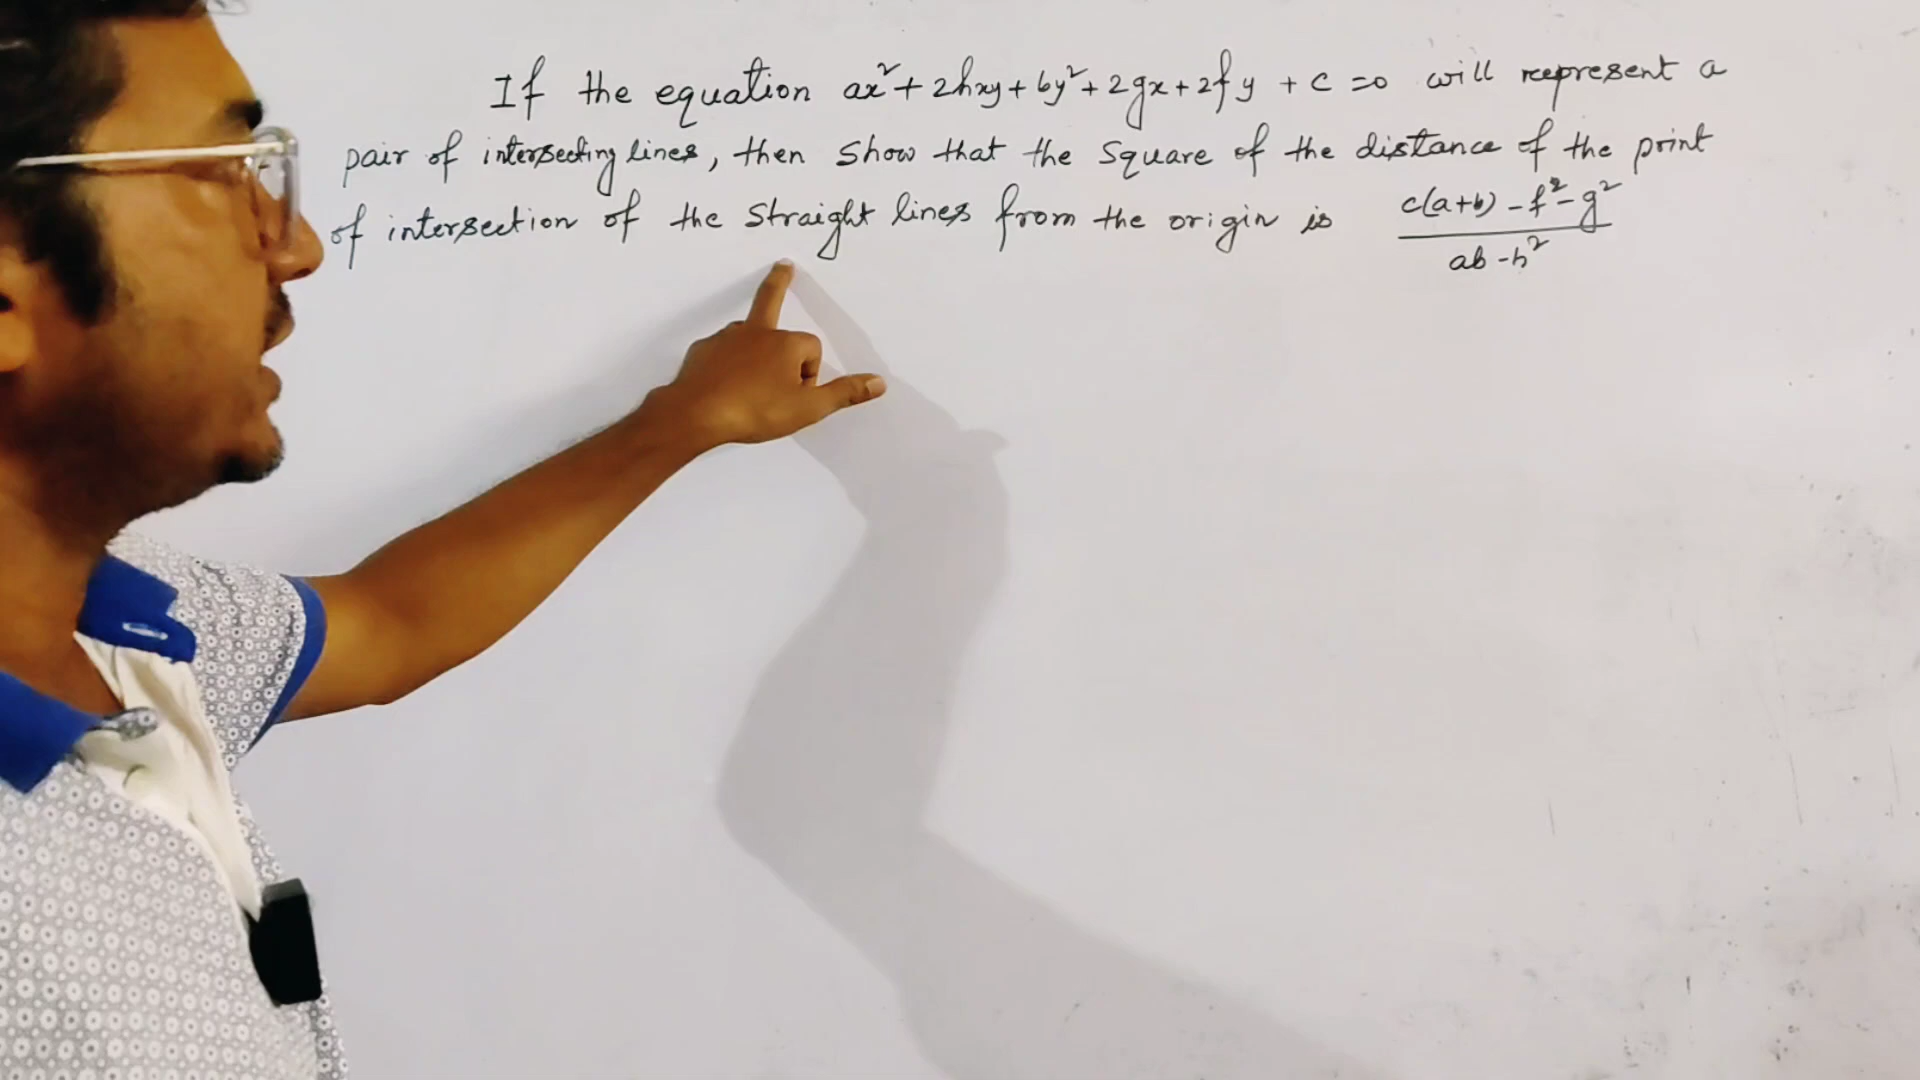 If the equation ax²+2hxy+by²+2gx+2fy+c=0 will represent a
pair of intersecting lines, then show that the square of the distance of the print
of intersection of the straight lines from the origin is c(a+b)-f²-g² / ab-h²